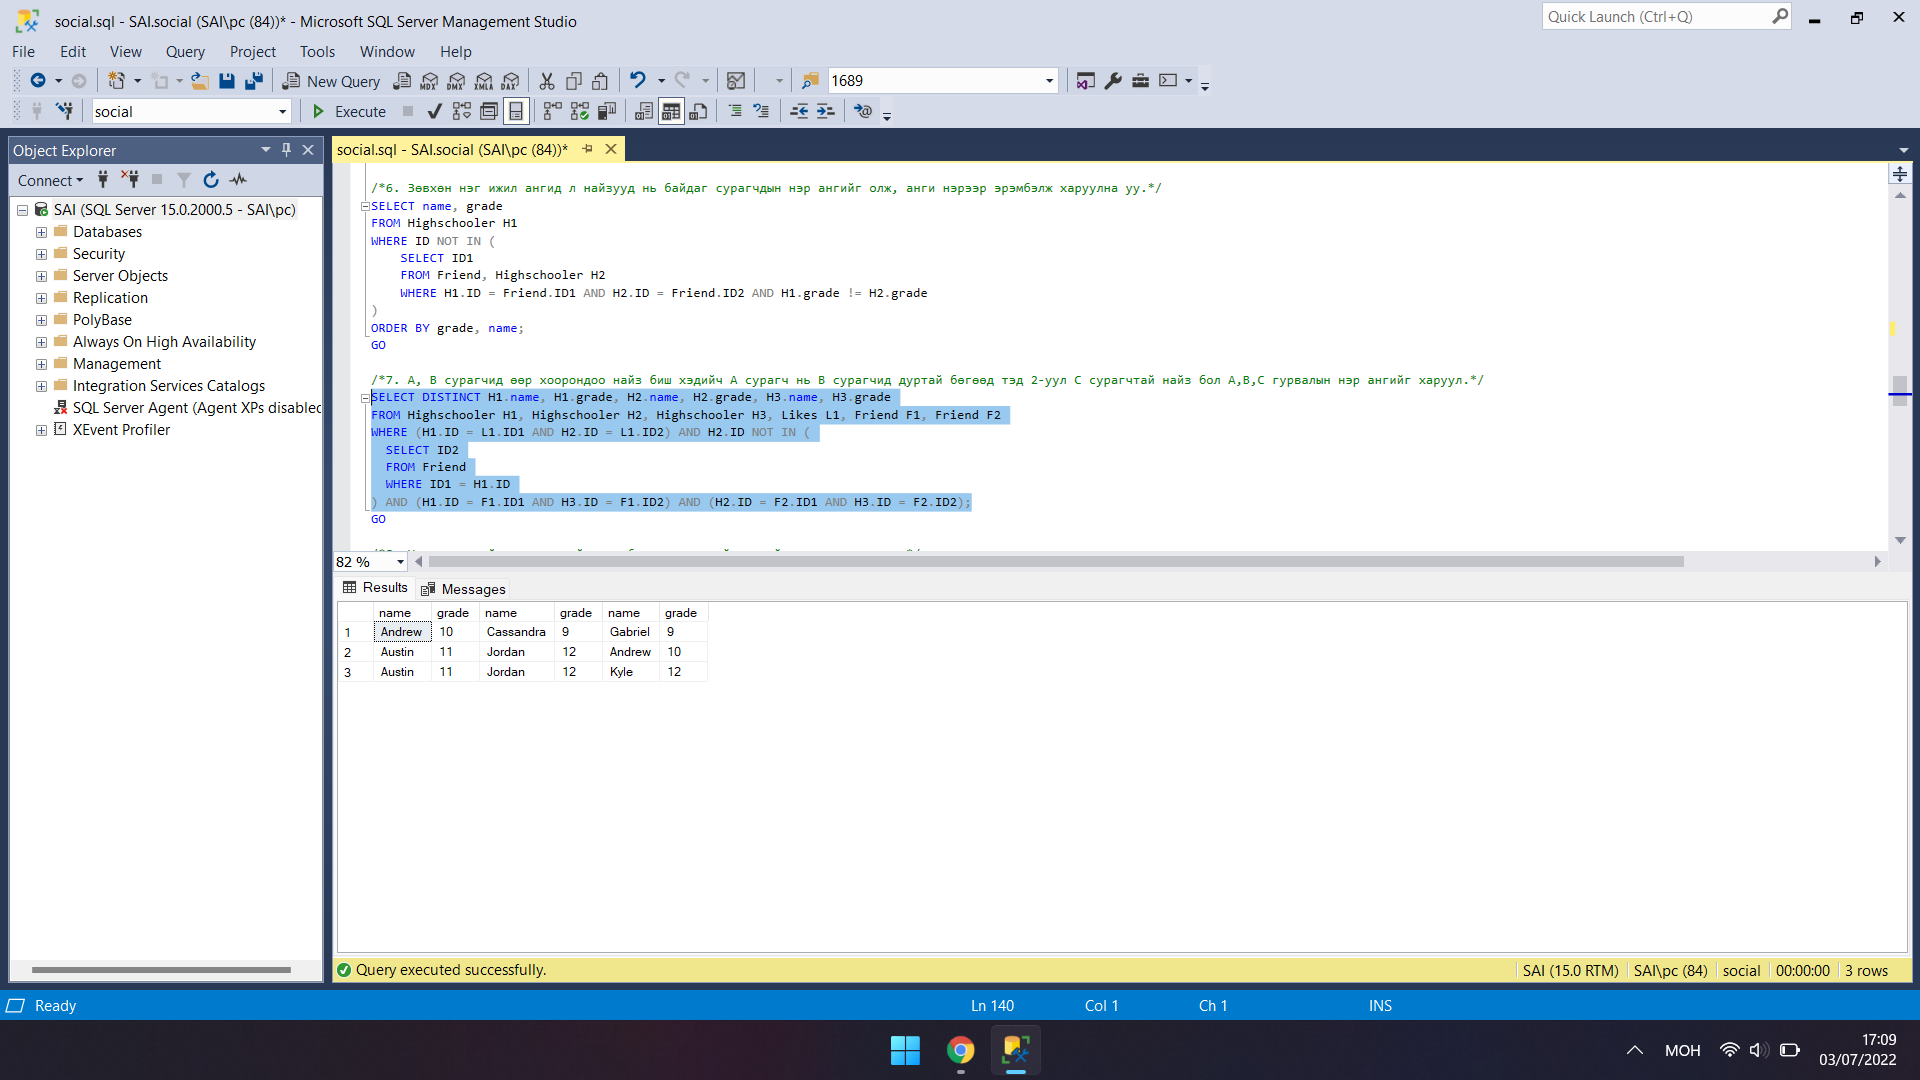 social.sql - SAI.social (SAI\pc (84))* - Microsoft SQL Server Management Studio
Quick Launch (Ctrl+Q)
File Edit View Query Project Tools Window Help
New Query MDX DMX XMLA DAX 1689
social Execute
Object Explorer
social.sql - SAI.social (SAI\pc (84))*
Connect
SAI (SQL Server 15.0.2000.5 - SAI\pc)
Databases
Security
Server Objects
Replication
PolyBase
Always On High Availability
Management
Integration Services Catalogs
SQL Server Agent (Agent XPs disabled
XEvent Profiler
/*6. Зөвхөн нэг ижил ангид л найзууд нь байдаг сурагчдын нэр ангийг олж, анги нэрээр эрэмбэлж харуулна уу.*/
SELECT name, grade
FROM Highschooler H1
WHERE ID NOT IN (
SELECT ID1
FROM Friend, Highschooler H2
WHERE H1.ID = Friend.ID1 AND H2.ID = Friend.ID2 AND H1.grade != H2.grade
)
ORDER BY grade, name;
GO
/*7. A, B сурагчид өөр хоорондоо найз биш хэдийч А сурагч нь В сурагчид дуртай бөгөөд тэд 2-уул С сурагчтай найз бол А,В,С гурвалын нэр ангийг харуул.*/
SELECT DISTINCT H1.name, H1.grade, H2.name, H2.grade, H3.name, H3.grade
FROM Highschooler H1, Highschooler H2, Highschooler H3, Likes L1, Friend F1, Friend F2
WHERE (H1.ID = L1.ID1 AND H2.ID = L1.ID2) AND H2.ID NOT IN (
SELECT ID2
FROM Friend
WHERE ID1 = H1.ID
) AND (H1.ID = F1.ID1 AND H3.ID = F1.ID2) AND (H2.ID = F2.ID1 AND H3.ID = F2.ID2);
GO
82 %
Results Messages
name grade name grade name grade
1 Andrew 10 Cassandra 9 Gabriel 9
2 Austin 11 Jordan 12 Andrew 10
3 Austin 11 Jordan 12 Kyle 12
Query executed successfully.
SAI (15.0 RTM) SAI\pc (84) social 00:00:00 3 rows
Ready Ln 140 Col 1 Ch 1 INS
МОН
17:09
03/07/2022